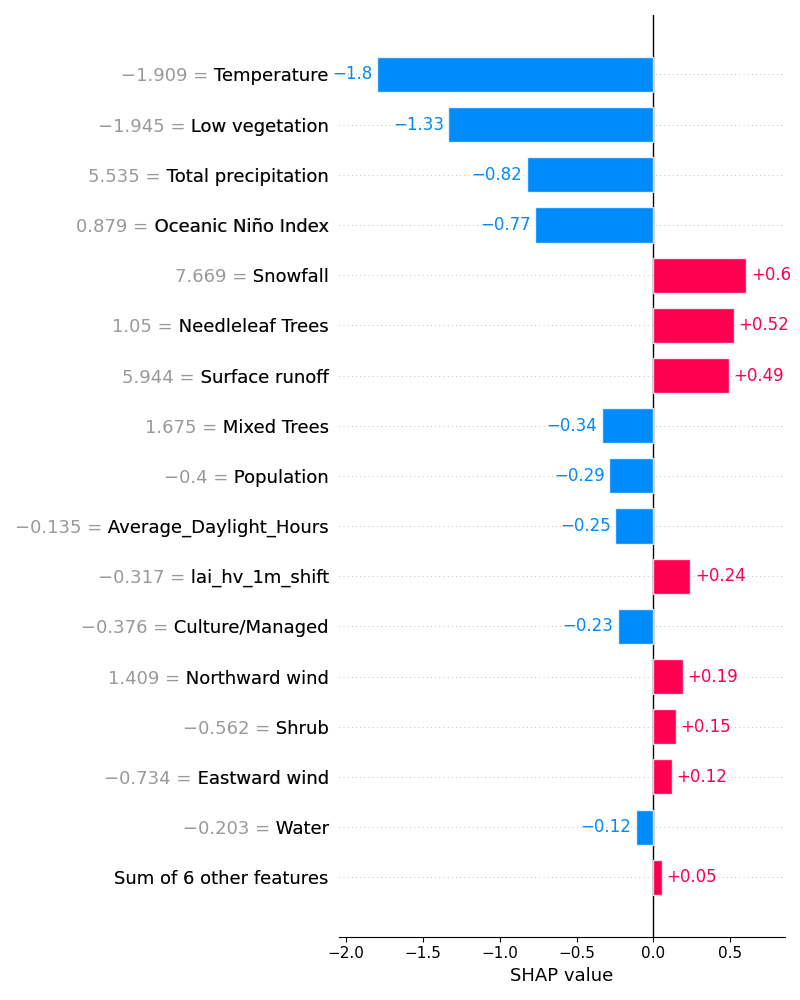 −1.909 = Temperature −1.8
−1.945 = Low vegetation −1.33
5.535 = Total precipitation −0.82
0.879 = Oceanic Niño Index −0.77
7.669 = Snowfall +0.6
1.05 = Needleleaf Trees +0.52
5.944 = Surface runoff +0.49
1.675 = Mixed Trees −0.34
−0.4 = Population −0.29
−0.135 = Average_Daylight_Hours −0.25
−0.317 = lai_hv_1m_shift +0.24
−0.376 = Culture/Managed −0.23
1.409 = Northward wind +0.19
−0.562 = Shrub +0.15
−0.734 = Eastward wind +0.12
−0.203 = Water −0.12
Sum of 6 other features +0.05
−2.0 −1.5 −1.0 −0.5 0.0 0.5
SHAP value